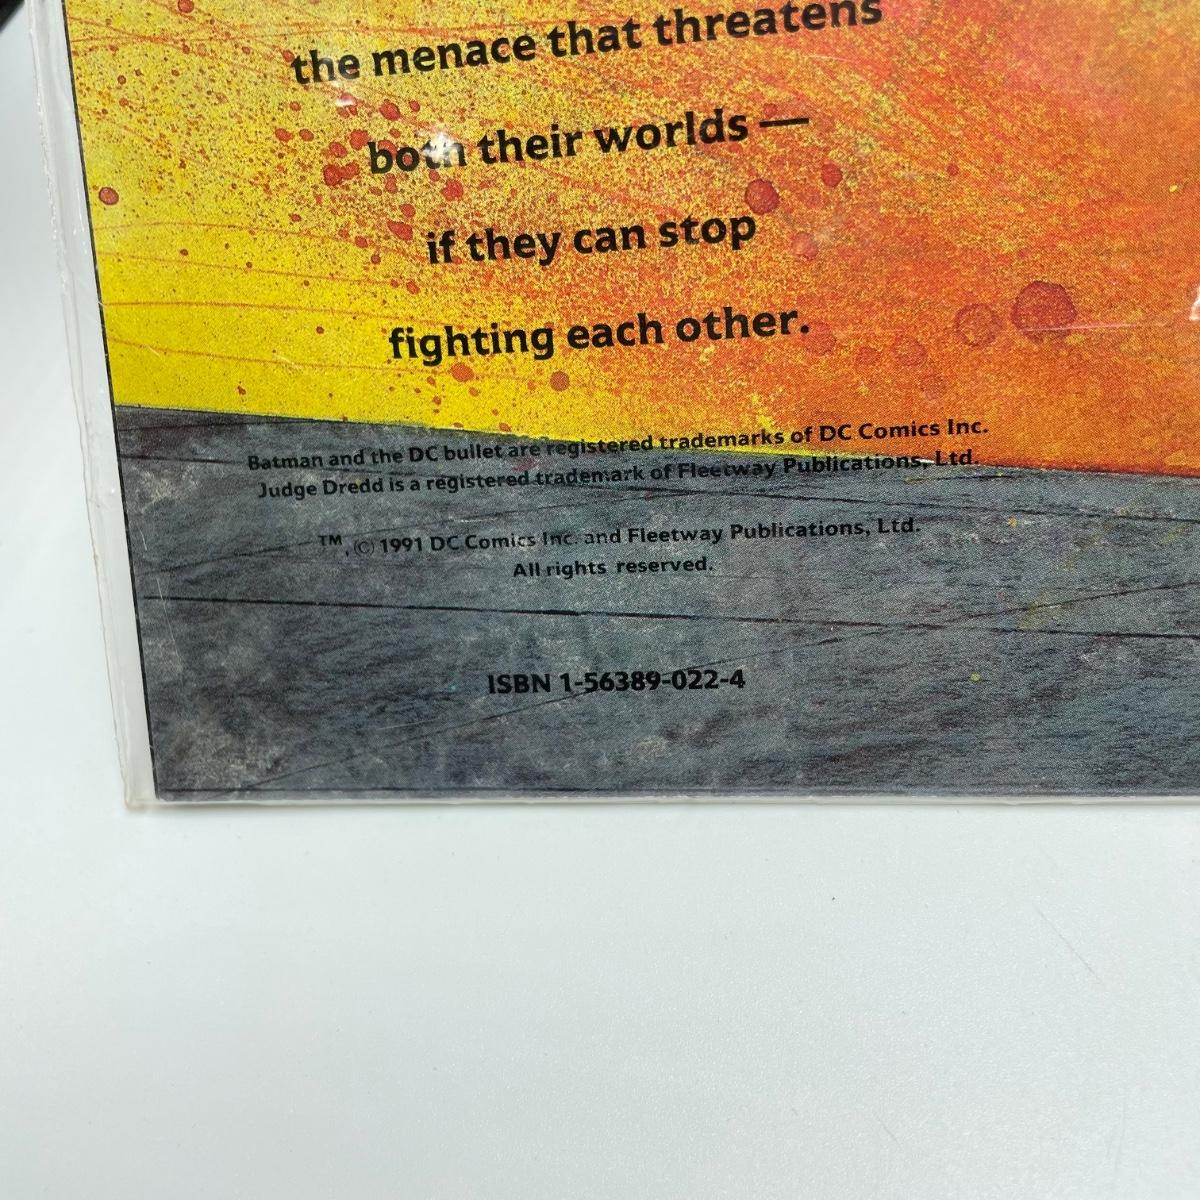 the menace that threatens
both their worlds —
if they can stop
fighting each other.
Batman and the DC bullet are registered trademarks of DC Comics Inc.
Judge Dredd is a registered trademark of Fleetway Publications, Ltd.
™, © 1991 DC Comics Inc. and Fleetway Publications, Ltd.
All rights reserved.
ISBN 1-56389-022-4